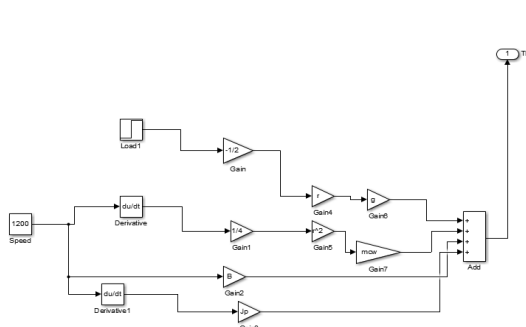 1
Load1
-1/2
Gain
r
Gain4
g
Gain6
1200
Speed
du/dt
Derivative
1/4
Gain1
r^2
Gain5
mcw
Gain7
+
+
+
+
Add
B
Gain2
du/dt
Derivative1
Jp